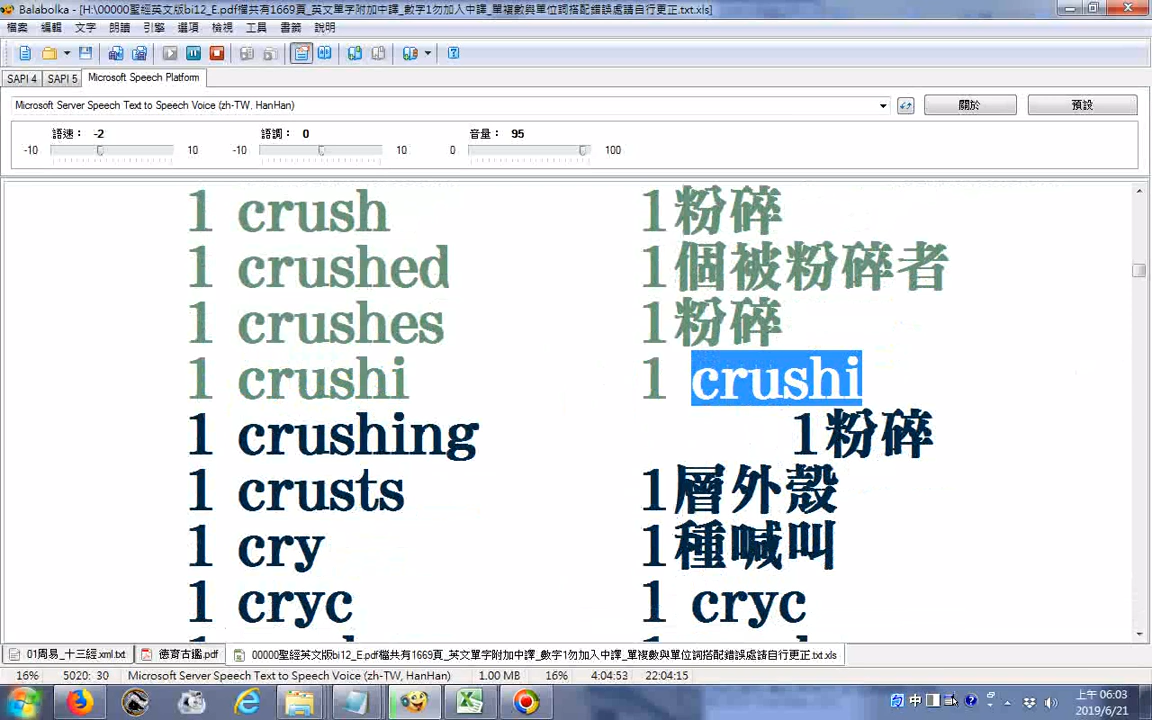 Balabolka - [H:\00000聖經英文版bi12_E.pdf檔共有1669頁_英文單字附加中譯_數字1勿加入中譯_單複數與單位詞搭配錯誤處請自行更正.txt.xls]
檔案 編輯 文字 朗讀 引擎 選項 檢視 工具 書籤 說明
SAPI 4 SAPI 5 Microsoft Speech Platform
Microsoft Server Speech Text to Speech Voice (zh-TW, HanHan) 關於 預設
語速： -2 語調： 0 音量： 95
-10 10 -10 10 0 100
1 crush 1粉碎
1 crushed 1個被粉碎者
1 crushes 1粉碎
1 crushi 1 crushi
1 crushing 1粉碎
1 crusts 1層外殼
1 cry 1種喊叫
1 cryc 1 cryc
01周易_十三經.xml.txt 德育古鑑.pdf 00000聖經英文版bi12_E.pdf檔共有1669頁_英文單字附加中譯_數字1勿加入中譯_單複數與單位詞搭配錯誤處請自行更正.txt.xls
16% 5020; 30 Microsoft Server Speech Text to Speech Voice (zh-TW, HanHan) 1.00 MB 16% 4:04:53 22:04:15
中 上午 06:03
2019/6/21